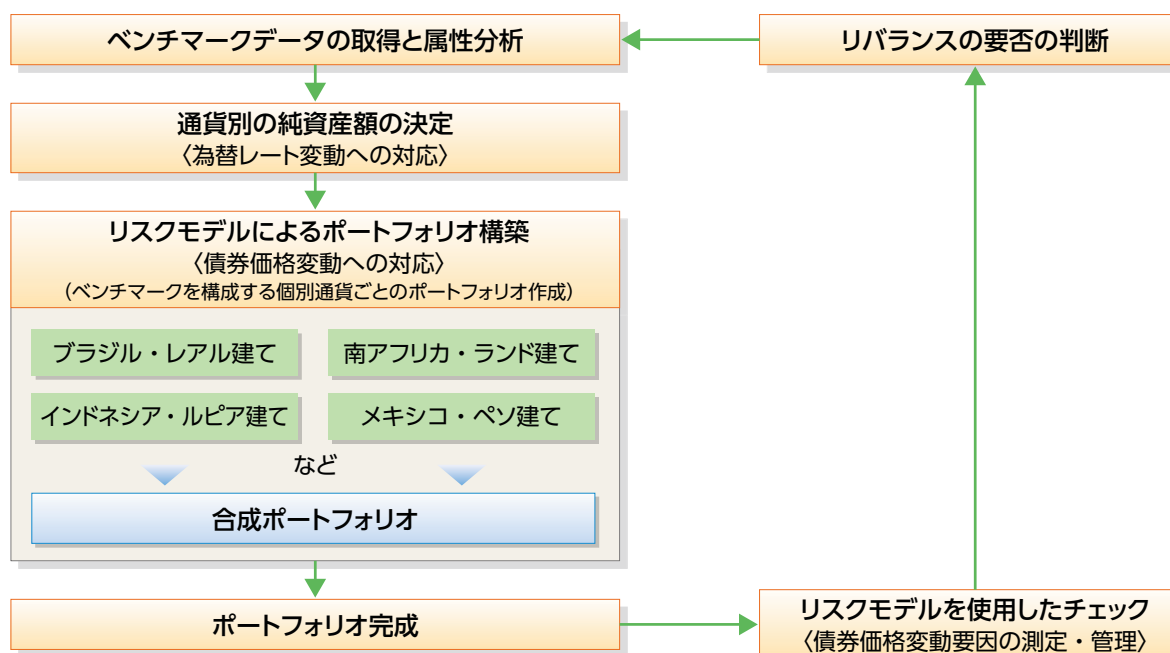 ベンチマークデータの取得と属性分析
リバランスの要否の判断
通貨別の純資産額の決定
〈為替レート変動への対応〉
リスクモデルによるポートフォリオ構築
〈債券価格変動への対応〉
（ベンチマークを構成する個別通貨ごとのポートフォリオ作成）
ブラジル・レアル建て
南アフリカ・ランド建て
インドネシア・ルピア建て
メキシコ・ペソ建て
など
合成ポートフォリオ
ポートフォリオ完成
リスクモデルを使用したチェック
〈債券価格変動要因の測定・管理〉